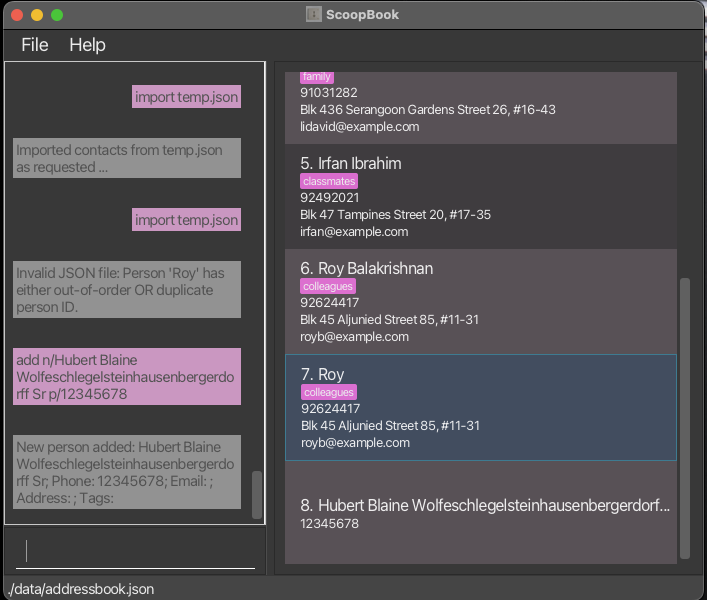 ScoopBook
File Help
import temp.json
Imported contacts from temp.json
as requested ...
import temp.json
Invalid JSON file: Person 'Roy' has
either out-of-order OR duplicate
person ID.
add n/Hubert Blaine
Wolfeschlegelsteinhausenbergerdo
rff Sr p/12345678
New person added: Hubert Blaine
Wolfeschlegelsteinhausenbergerdo
rff Sr; Phone: 12345678; Email: ;
Address: ; Tags:
family
91031282
Blk 436 Serangoon Gardens Street 26, #16-43
lidavid@example.com
5. Irfan Ibrahim
classmates
92492021
Blk 47 Tampines Street 20, #17-35
irfan@example.com
6. Roy Balakrishnan
colleagues
92624417
Blk 45 Aljunied Street 85, #11-31
royb@example.com
7. Roy
colleagues
92624417
Blk 45 Aljunied Street 85, #11-31
royb@example.com
8. Hubert Blaine Wolfeschlegelsteinhausenbergerdorf...
12345678
./data/addressbook.json